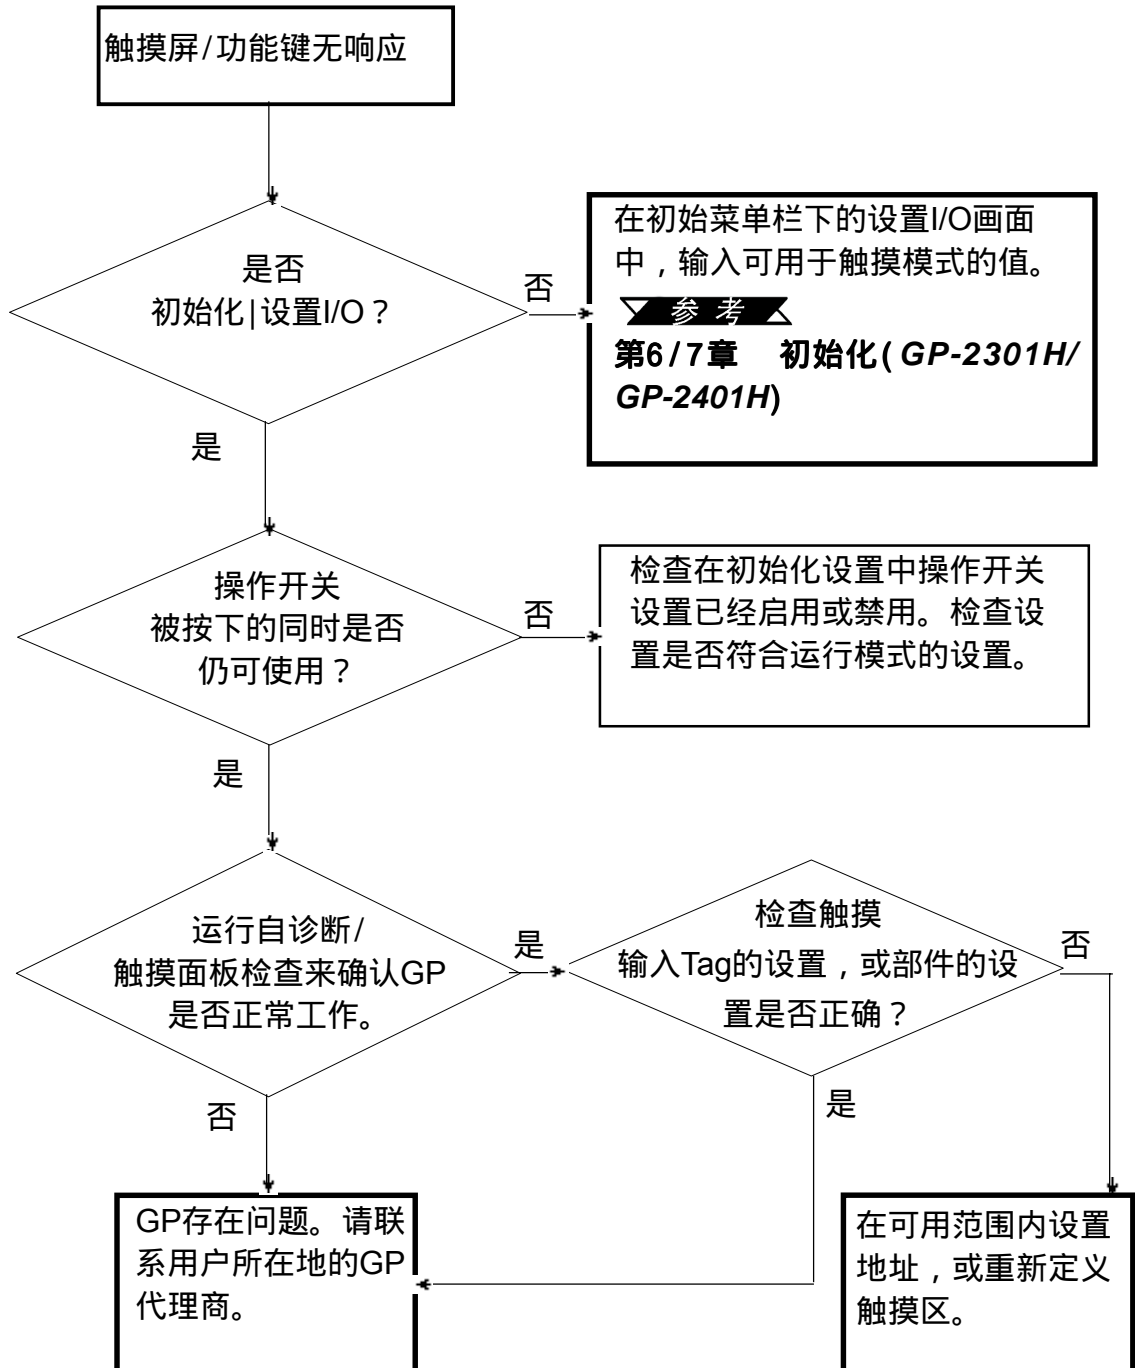 触摸屏/功能键无响应
是否
初始化|设置I/O？
否
在初始菜单栏下的设置I/O画面
中，输入可用于触摸模式的值。
参 考
第6/7章 初始化(GP-2301H/
GP-2401H)
是
操作开关
被按下的同时是否
仍可使用？
否
检查在初始化设置中操作开关
设置已经启用或禁用。检查设
置是否符合运行模式的设置。
是
运行自诊断/
触摸面板检查来确认GP
是否正常工作。
是
检查触摸
输入Tag的设置，或部件的设
置是否正确？
否
否
是
GP存在问题。请联
系用户所在地的GP
代理商。
在可用范围内设置
地址，或重新定义
触摸区。